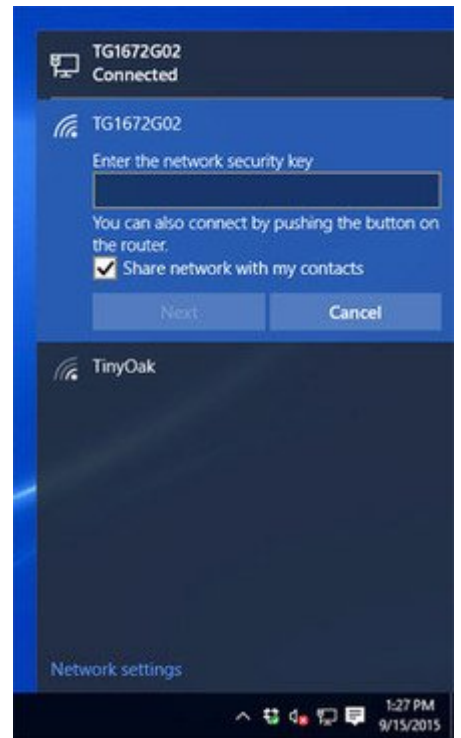 TG1672G02
Connected
TG1672G02
Enter the network security key
You can also connect by pushing the button on
the router.
Share network with my contacts
Next
Cancel
TinyOak
Network settings
1:27 PM
9/15/2015